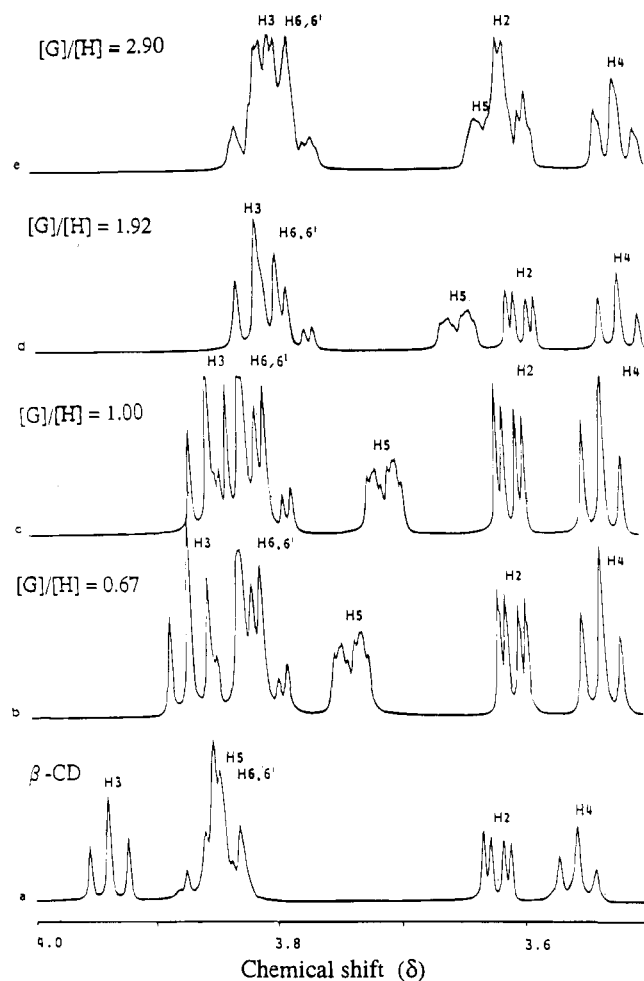 [G]/[H] = 2.90
H3
H6,6'
H2
H5
H4
e
[G]/[H] = 1.92
H3
H6,6'
H5
H2
H4
d
[G]/[H] = 1.00
H3
H6,6'
H5
H2
H4
c
[G]/[H] = 0.67
H3
H6,6'
H5
H2
H4
b
β-CD
H3
H5
H6,6'
H2
H4
a
4.0
3.8
3.6
Chemical shift (δ)